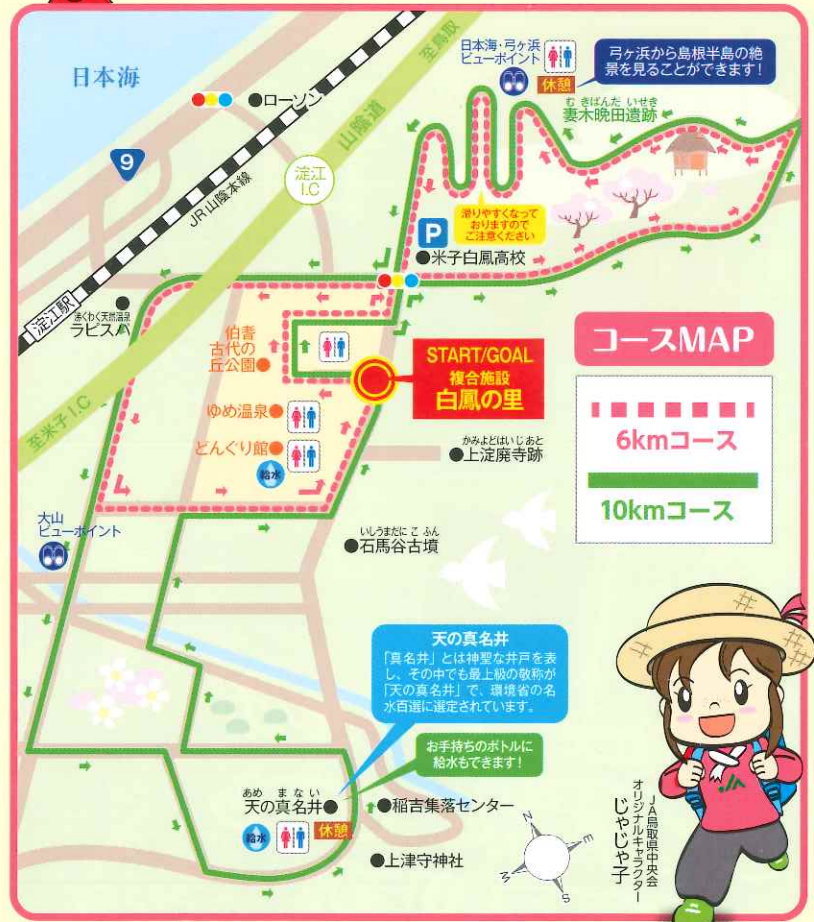 日本海
9
●ローソン
JR山陰本線
山陰道
至鳥取
淀江
I.C
日本海・弓ヶ浜
ビューポイント
休憩
弓ヶ浜から島根半島の絶
景を見ることができます!
むきばんだ いせき
妻木晩田遺跡
滑りやすくなって
おりますので
ご注意ください
P
●米子白鳳高校
淀江駅
ラピスパ
至米子I.C
伯耆
古代の
丘公園●
START/GOAL
複合施設
白鳳の里
ゆめ温泉●
どんぐり館●
給水
かみよどはいじあと
●上淀廃寺跡
コースMAP
6kmコース
10kmコース
大山
ビューポイント
いしうまだにこふん
●石馬谷古墳
天の真名井
「真名井」とは神聖な井戸を表
し、その中でも最上級の敬称が
「天の真名井」で、環境省の名
水百選に選定されています。
お手持ちのボトルに
給水もできます!
あめ まない
天の真名井●
給水
休憩
●稲吉集落センター
●上津守神社
N
E
S
W
JA鳥取県中央会
オリジナルキャラクター
じゃじゃ子
JA